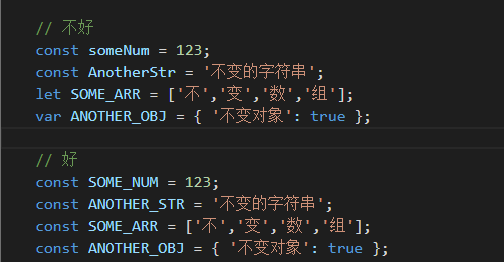 // 不好
const someNum = 123;
const AnotherStr = '不变的字符串';
let SOME_ARR = ['不','变','数','组'];
var ANOTHER_OBJ = { '不变对象': true };
// 好
const SOME_NUM = 123;
const ANOTHER_STR = '不变的字符串';
const SOME_ARR = ['不','变','数','组'];
const ANOTHER_OBJ = { '不变对象': true };